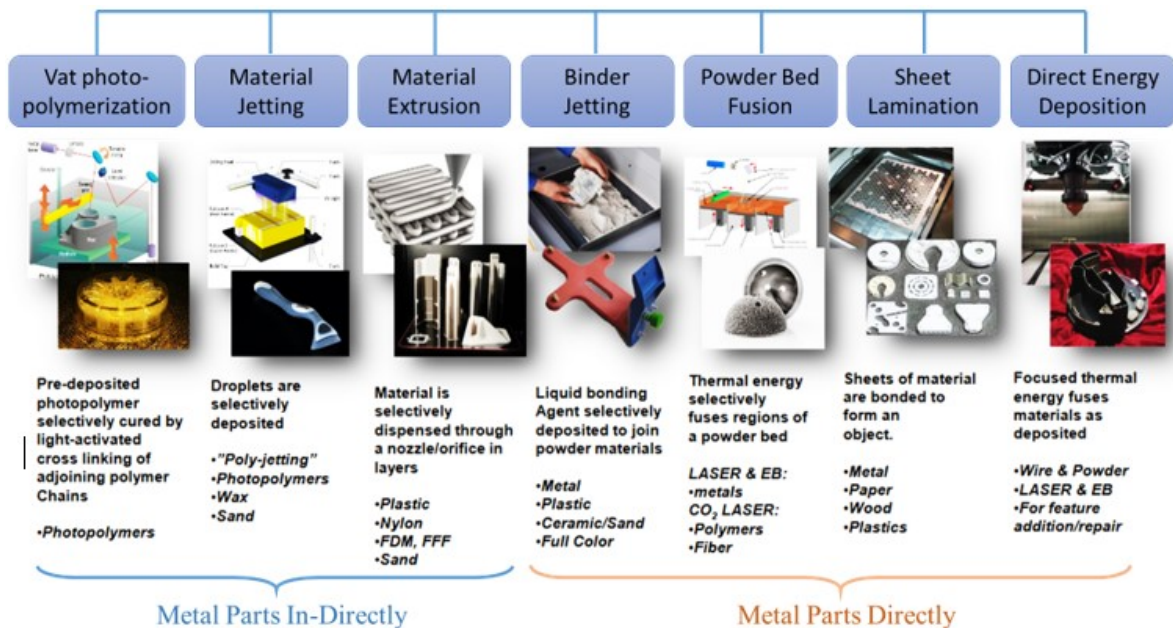 Vat photo-
polymerization
Material
Jetting
Material
Extrusion
Binder
Jetting
Powder Bed
Fusion
Sheet
Lamination
Direct Energy
Deposition
Pre-deposited
photopolymer
selectively cured by
light-activated
cross linking of
adjoining polymer
Chains
•Photopolymers
Droplets are
selectively
deposited
•"Poly-jetting"
•Photopolymers
•Wax
•Sand
Material is
selectively
dispensed through
a nozzle/orifice in
layers
•Plastic
•Nylon
•FDM, FFF
•Sand
Liquid bonding
Agent selectively
deposited to join
powder materials
•Metal
•Plastic
•Ceramic/Sand
•Full Color
Thermal energy
selectively
fuses regions of
a powder bed
LASER & EB:
•metals
CO₂ LASER:
•Polymers
•Fiber
Sheets of material
are bonded to
form an
object.
•Metal
•Paper
•Wood
•Plastics
Focused thermal
energy fuses
materials as
deposited
•Wire & Powder
•LASER & EB
•For feature
addition/repair
Metal Parts In-Directly
Metal Parts Directly